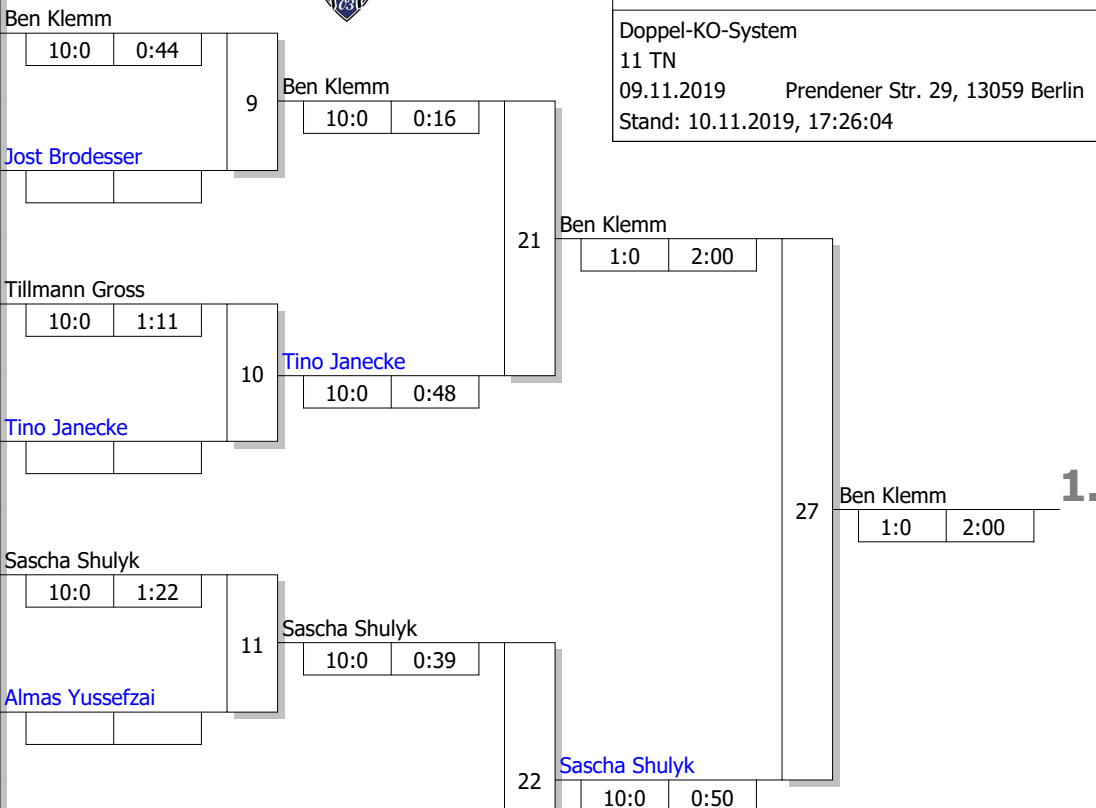 Ben Klemm
10:0 0:44
9
Jost Brodesser
Ben Klemm
10:0 0:16
Doppel-KO-System
11 TN
09.11.2019 Prendener Str. 29, 13059 Berlin
Stand: 10.11.2019, 17:26:04
21
Ben Klemm
1:0 2:00
Tillmann Gross
10:0 1:11
10
Tino Janecke
10:0 0:48
Tino Janecke
27
Ben Klemm
1:0 2:00
1.
Sascha Shulyk
10:0 1:22
11
Sascha Shulyk
10:0 0:39
Almas Yussefzai
22
Sascha Shulyk
10:0 0:50